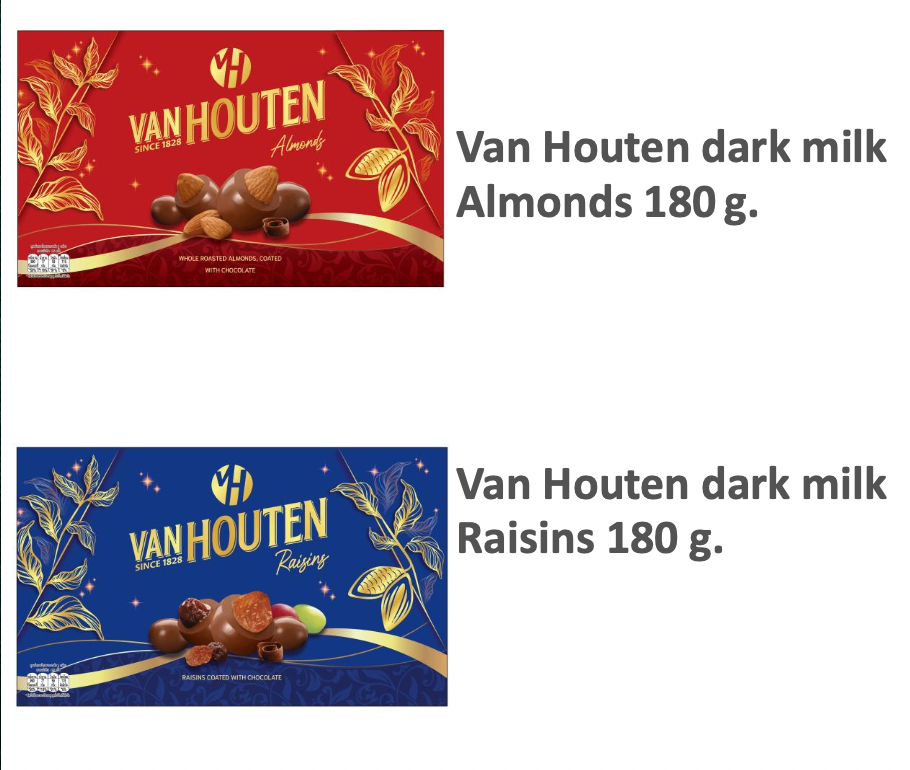 VH
VAN HOUTEN
SINCE 1828
Almonds
WHOLE ROASTED ALMONDS, COATED
WITH CHOCOLATE
Van Houten dark milk
Almonds 180 g.
VH
VAN HOUTEN
SINCE 1828
Raisins
RAISINS COATED WITH CHOCOLATE
Van Houten dark milk
Raisins 180 g.